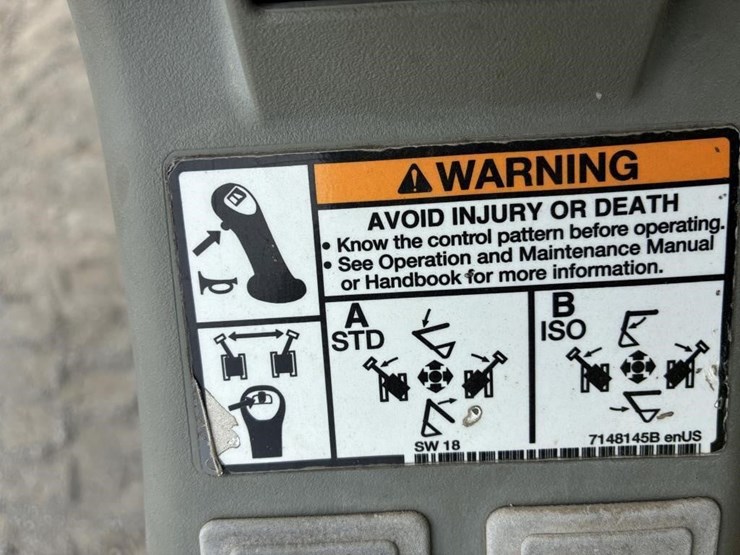 WARNING
AVOID INJURY OR DEATH
• Know the control pattern before operating.
• See Operation and Maintenance Manual
or Handbook for more information.
A
STD
B
ISO
SW 18
7148145B enUS